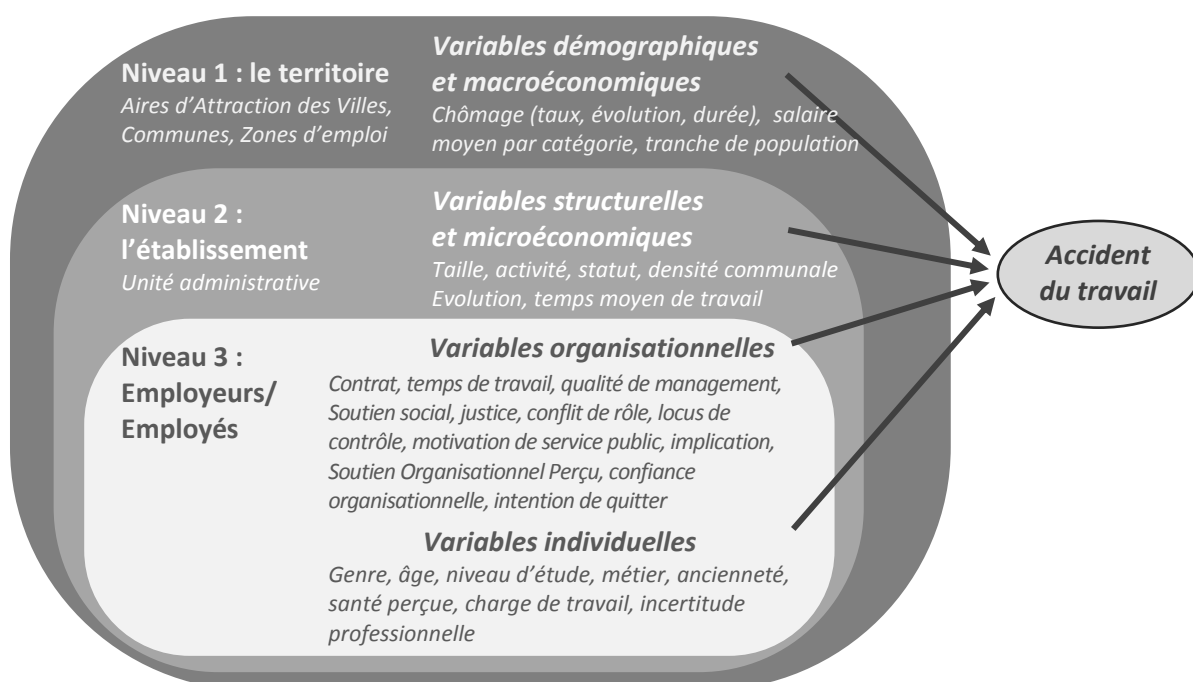 Niveau 1 : le territoire
Aires d'Attraction des Villes,
Communes, Zones d'emploi
Variables démographiques
et macroéconomiques
Chômage (taux, évolution, durée), salaire
moyen par catégorie, tranche de population
Niveau 2 :
l'établissement
Unité administrative
Variables structurelles
et microéconomiques
Taille, activité, statut, densité communale
Evolution, temps moyen de travail
Niveau 3 :
Employeurs/
Employés
Variables organisationnelles
Contrat, temps de travail, qualité de management,
Soutien social, justice, conflit de rôle, locus de
contrôle, motivation de service public, implication,
Soutien Organisationnel Perçu, confiance
organisationnelle, intention de quitter
Variables individuelles
Genre, âge, niveau d'étude, métier, ancienneté,
santé perçue, charge de travail, incertitude
professionnelle
Accident
du travail